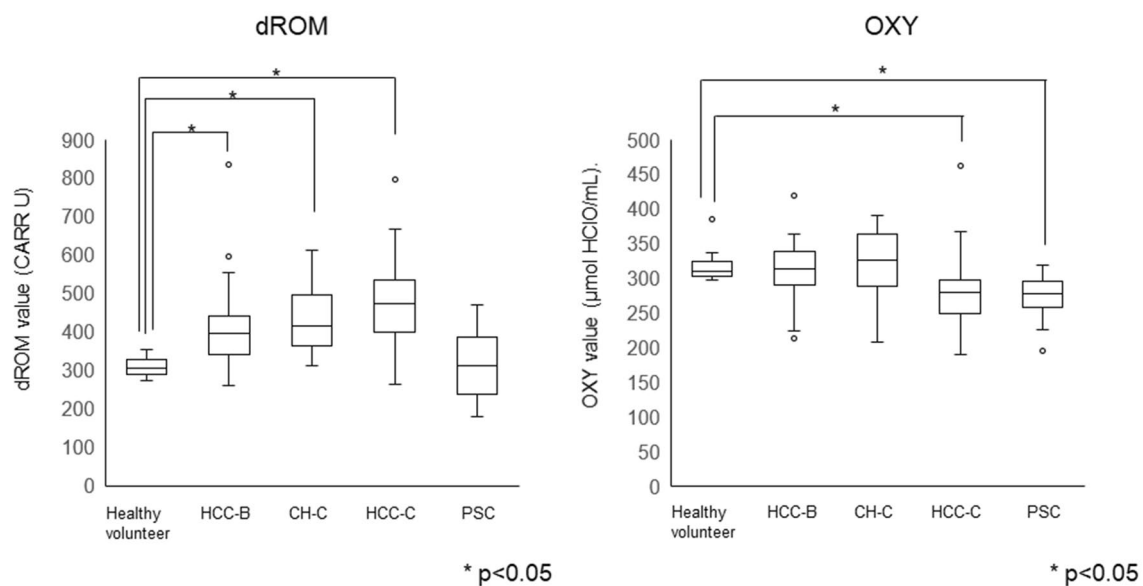 dROM
*
*
*
dROM value (CARR U)
900
800
700
600
500
400
300
200
100
0
Healthy
volunteer
HCC-B
CH-C
HCC-C
PSC
* p<0.05
OXY
*
*
OXY value (µmol HClO/mL).
500
450
400
350
300
250
200
150
100
50
0
Healthy
volunteer
HCC-B
CH-C
HCC-C
PSC
* p<0.05